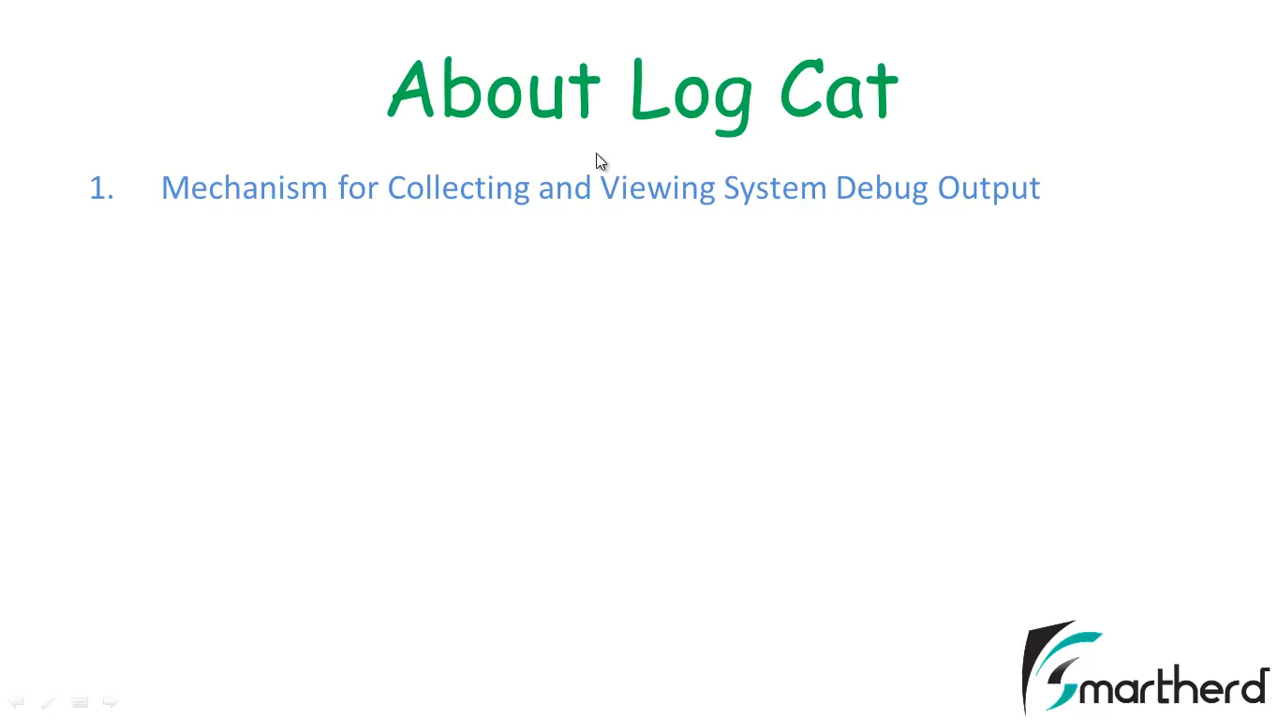 About Log Cat
1. Mechanism for Collecting and Viewing System Debug Output
Smartherd